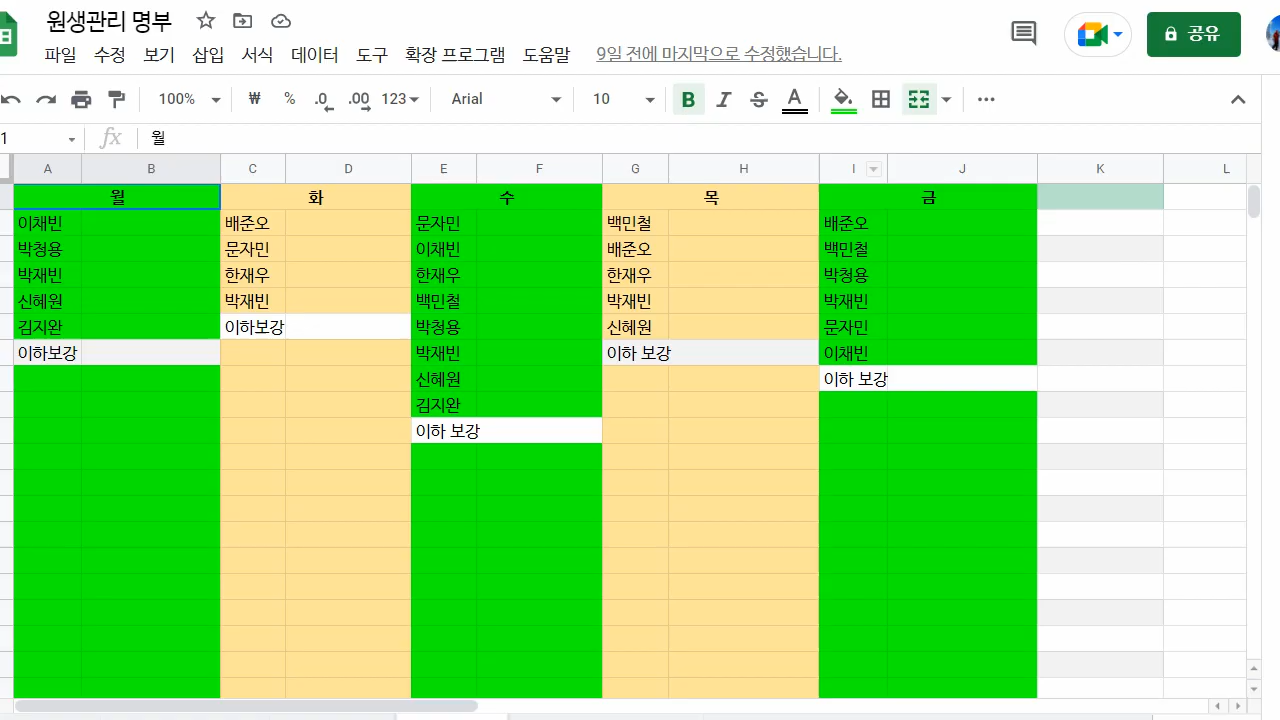 원생관리 명부
파일 수정 보기 삽입 서식 데이터 도구 확장 프로그램 도움말 9일 전에 마지막으로 수정했습니다. 공유
100% ₩ % .0 .00 123 Arial 10 B I S A
1 fx 월
A B C D E F G H I J K L
월 화 수 목 금
이채빈 배준오 문자민 백민철 배준오
박청용 문자민 이채빈 배준오 백민철
박재빈 한재우 한재우 한재우 박청용
신혜원 박재빈 백민철 박재빈 박재빈
김지완 이하보강 박청용 신혜원 문자민
이하보강 박재빈 이하 보강 이채빈
신혜원 이하 보강
김지완
이하 보강